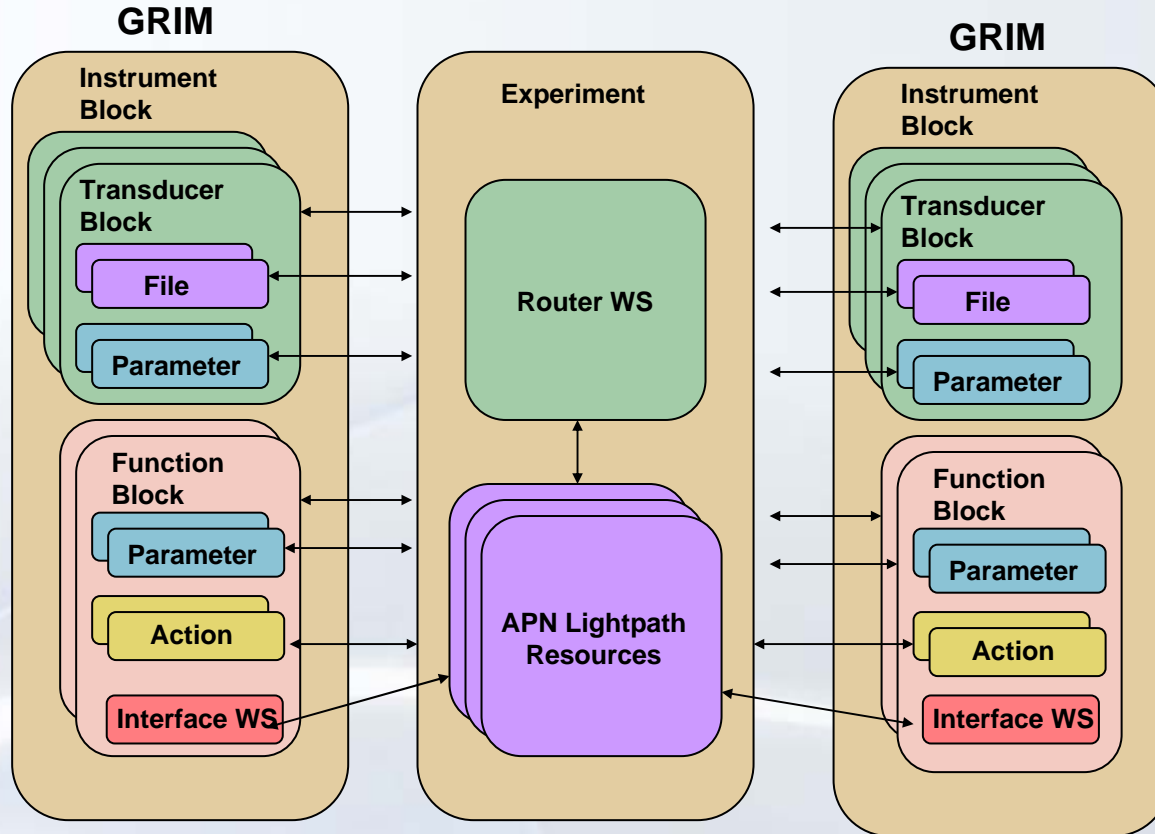 GRIM
Instrument
Block
Transducer
Block
File
Parameter
Function
Block
Parameter
Action
Interface WS
Experiment
Router WS
APN Lightpath
Resources
GRIM
Instrument
Block
Transducer
Block
File
Parameter
Function
Block
Parameter
Action
Interface WS